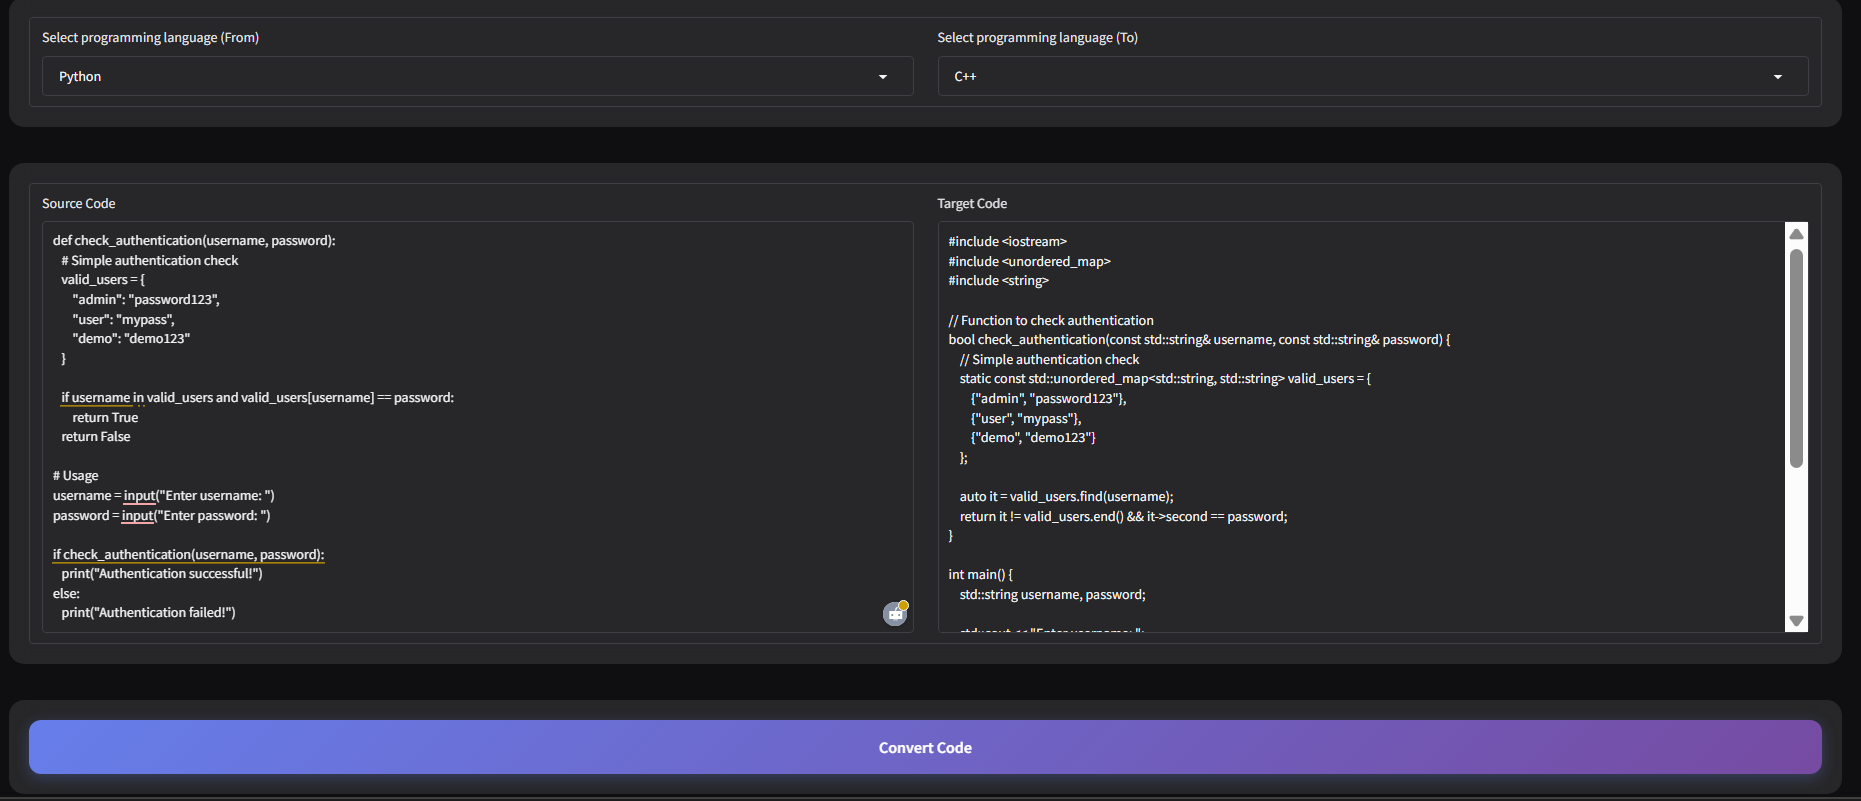 Select programming language (From)
Python
Select programming language (To)
C++
Source Code
def check_authentication(username, password):
    # Simple authentication check
    valid_users = {
        "admin": "password123",
        "user": "mypass",
        "demo": "demo123"
    }

    if username in valid_users and valid_users[username] == password:
        return True
    return False

# Usage
username = input("Enter username: ")
password = input("Enter password: ")

if check_authentication(username, password):
    print("Authentication successful!")
else:
    print("Authentication failed!")
Target Code
#include <iostream>
#include <unordered_map>
#include <string>

// Function to check authentication
bool check_authentication(const std::string& username, const std::string& password) {
    // Simple authentication check
    static const std::unordered_map<std::string, std::string> valid_users = {
        {"admin", "password123"},
        {"user", "mypass"},
        {"demo", "demo123"}
    };

    auto it = valid_users.find(username);
    return it != valid_users.end() && it->second == password;
}

int main() {
    std::string username, password;

    std::cout << "Enter username: ";
Convert Code